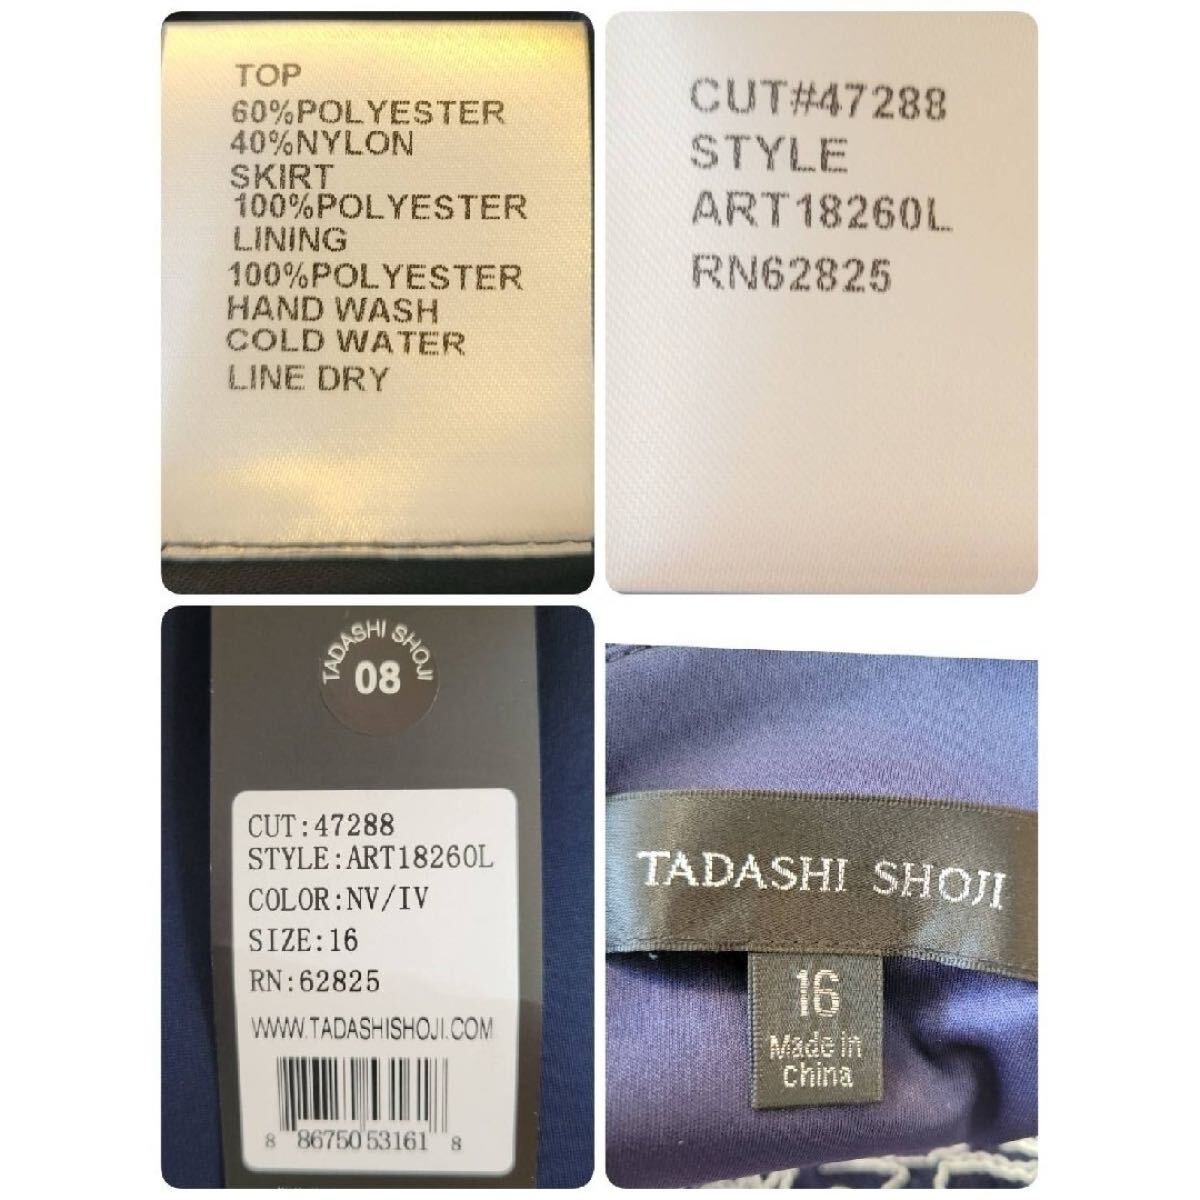 TOP
60%POLYESTER
40%NYLON
SKIRT
100%POLYESTER
LINING
100%POLYESTER
HAND WASH
COLD WATER
LINE DRY
CUT#47288
STYLE
ART18260L
RN62825
TADASHI SHOJI
08
CUT:47288
STYLE:ART18260L
COLOR:NV/IV
SIZE:16
RN:62825
WWW.TADASHISHOJI.COM
8 86750 53161 8
TADASHI SHOJI
16
Made in
China